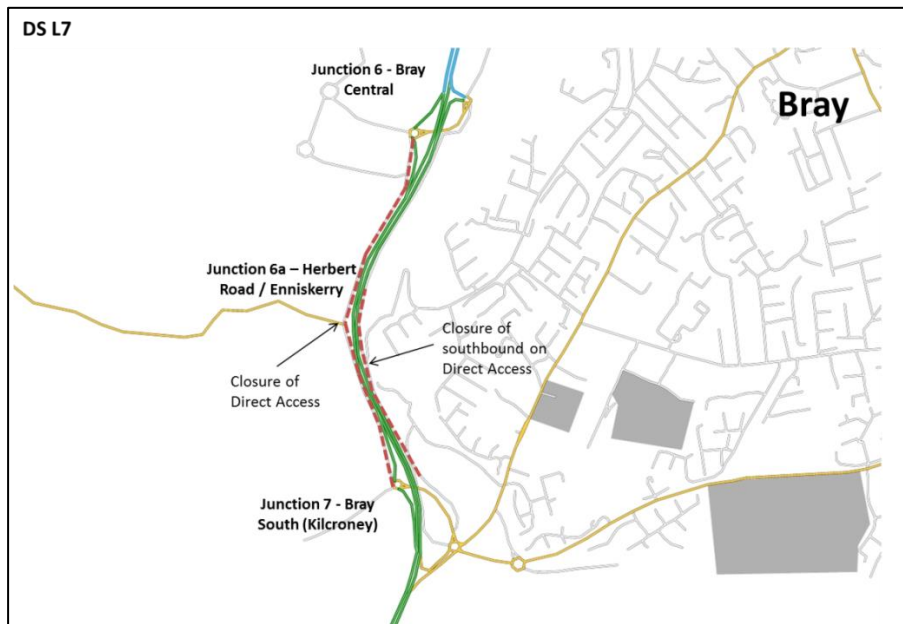 DS L7
Junction 6 - Bray
Central
Bray
Junction 6a – Herbert
Road / Enniskerry
Closure of
southbound on
Direct Access
Closure of
Direct Access
Junction 7 - Bray
South (Kilcroney)